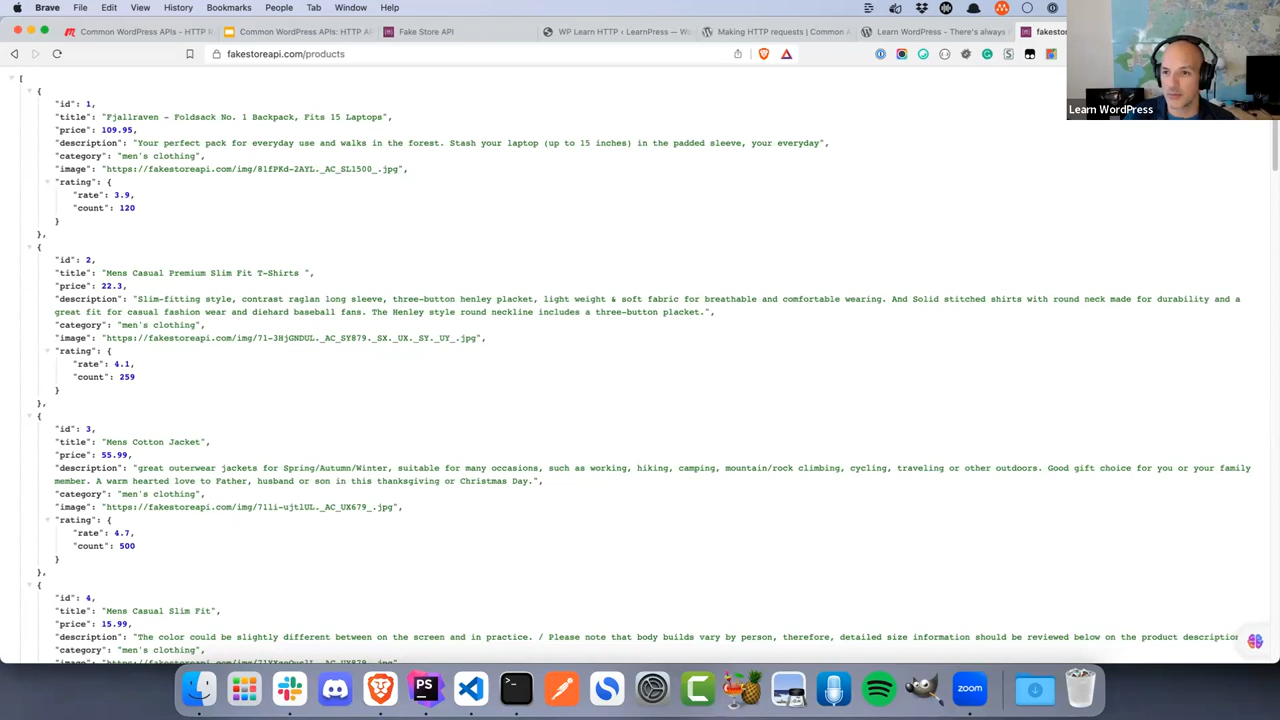 Brave File Edit View History Bookmarks People Tab Window Help
Common WordPress APIs - HTTP R
Common WordPress APIs: HTTP AP
Fake Store API
WP Learn HTTP ‹ LearnPress — Wo
Making HTTP requests | Common A
Learn WordPress - There's always
fakesto
fakestoreapi.com/products
Learn WordPress
[
{
"id": 1,
"title": "Fjallraven - Foldsack No. 1 Backpack, Fits 15 Laptops",
"price": 109.95,
"description": "Your perfect pack for everyday use and walks in the forest. Stash your laptop (up to 15 inches) in the padded sleeve, your everyday",
"category": "men's clothing",
"image": "https://fakestoreapi.com/img/81fPKd-2AYL._AC_SL1500_.jpg",
"rating": {
"rate": 3.9,
"count": 120
}
},
{
"id": 2,
"title": "Mens Casual Premium Slim Fit T-Shirts ",
"price": 22.3,
"description": "Slim-fitting style, contrast raglan long sleeve, three-button henley placket, light weight & soft fabric for breathable and comfortable wearing. And Solid stitched shirts with round neck made for durability and a
great fit for casual fashion wear and diehard baseball fans. The Henley style round neckline includes a three-button placket.",
"category": "men's clothing",
"image": "https://fakestoreapi.com/img/71-3HjGNDUL._AC_SY879._SX._UX._SY._UY_.jpg",
"rating": {
"rate": 4.1,
"count": 259
}
},
{
"id": 3,
"title": "Mens Cotton Jacket",
"price": 55.99,
"description": "great outerwear jackets for Spring/Autumn/Winter, suitable for many occasions, such as working, hiking, camping, mountain/rock climbing, cycling, traveling or other outdoors. Good gift choice for you or your family
member. A warm hearted love to Father, husband or son in this thanksgiving or Christmas Day.",
"category": "men's clothing",
"image": "https://fakestoreapi.com/img/71li-ujtlUL._AC_UX679_.jpg",
"rating": {
"rate": 4.7,
"count": 500
}
},
{
"id": 4,
"title": "Mens Casual Slim Fit",
"price": 15.99,
"description": "The color could be slightly different between on the screen and in practice. / Please note that body builds vary by person, therefore, detailed size information should be reviewed below on the product description
"category": "men's clothing",
PS
zoom